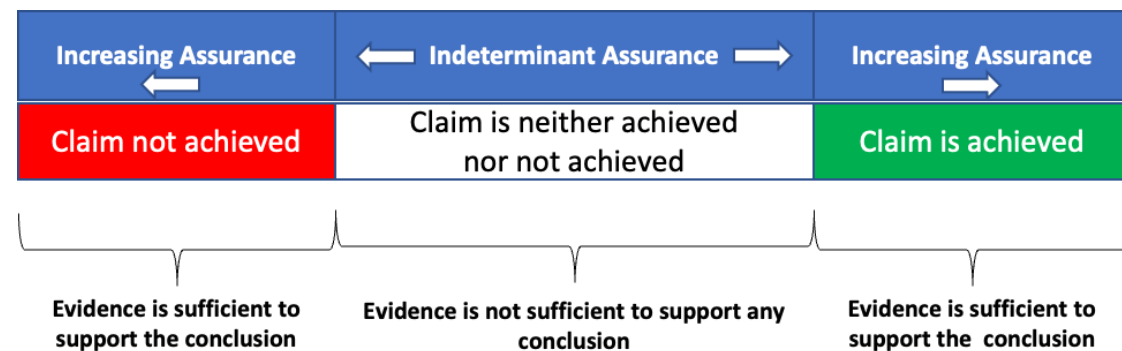 Increasing Assurance
Indeterminant Assurance
Increasing Assurance
Claim not achieved
Claim is neither achieved
nor not achieved
Claim is achieved
Evidence is sufficient to
support the conclusion
Evidence is not sufficient to support any
conclusion
Evidence is sufficient to
support the  conclusion